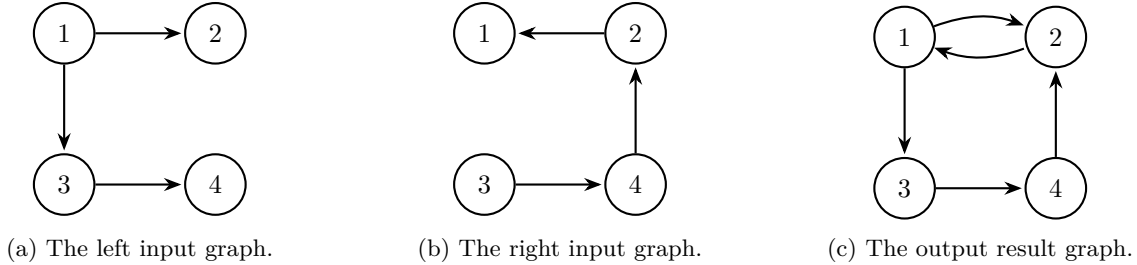 1 2 1 2 1 2
3 4 3 4 3 4
(a) The left input graph. (b) The right input graph. (c) The output result graph.